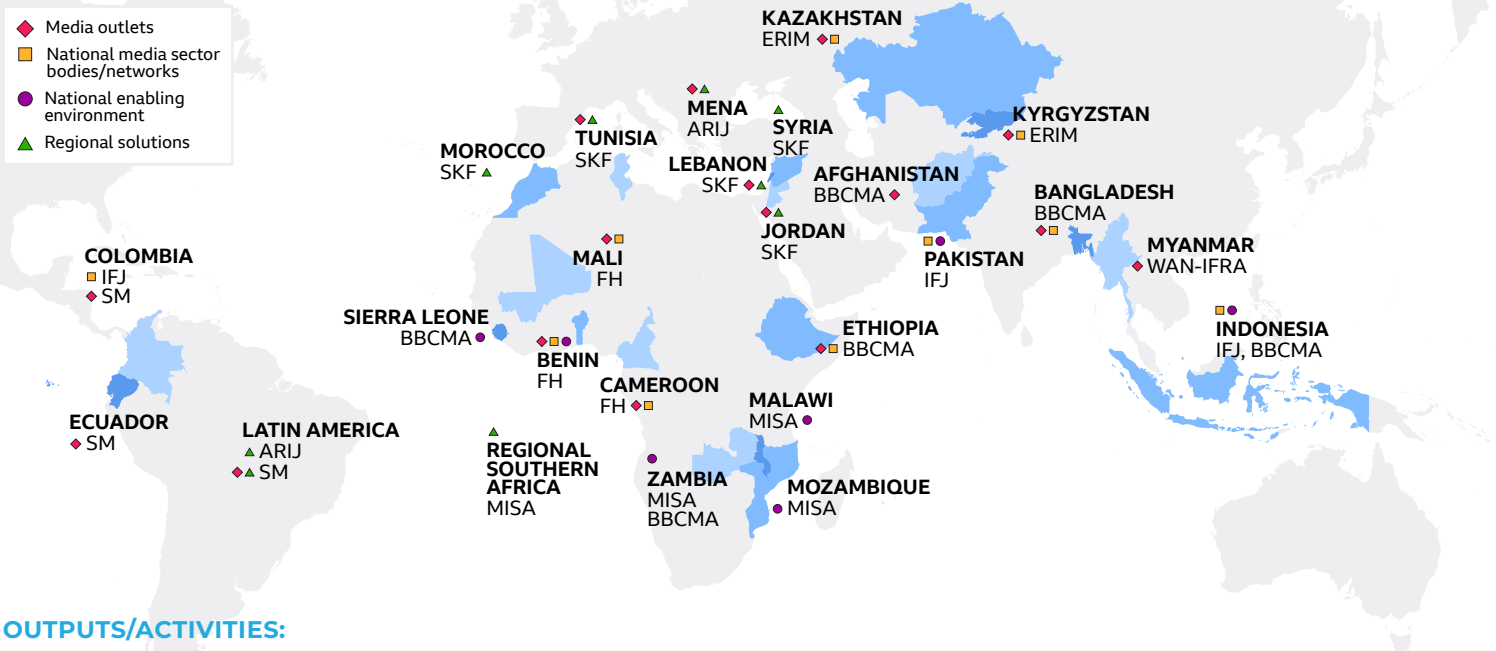 Media outlets
National media sector
bodies/networks
National enabling
environment
Regional solutions
KAZAKHSTAN
ERIM
KYRGYZSTAN
ERIM
MENA
ARIJ
SYRIA
SKF
TUNISIA
SKF
MOROCCO
SKF
LEBANON
SKF
AFGHANISTAN
BBCMA
JORDAN
SKF
BANGLADESH
BBCMA
PAKISTAN
IFJ
MYANMAR
WAN-IFRA
INDONESIA
IFJ, BBCMA
COLOMBIA
IFJ
SM
MALI
FH
SIERRA LEONE
BBCMA
BENIN
FH
ETHIOPIA
BBCMA
CAMEROON
FH
MALAWI
MISA
ECUADOR
SM
LATIN AMERICA
ARIJ
SM
REGIONAL
SOUTHERN
AFRICA
MISA
ZAMBIA
MISA
BBCMA
MOZAMBIQUE
MISA
OUTPUTS/ACTIVITIES: